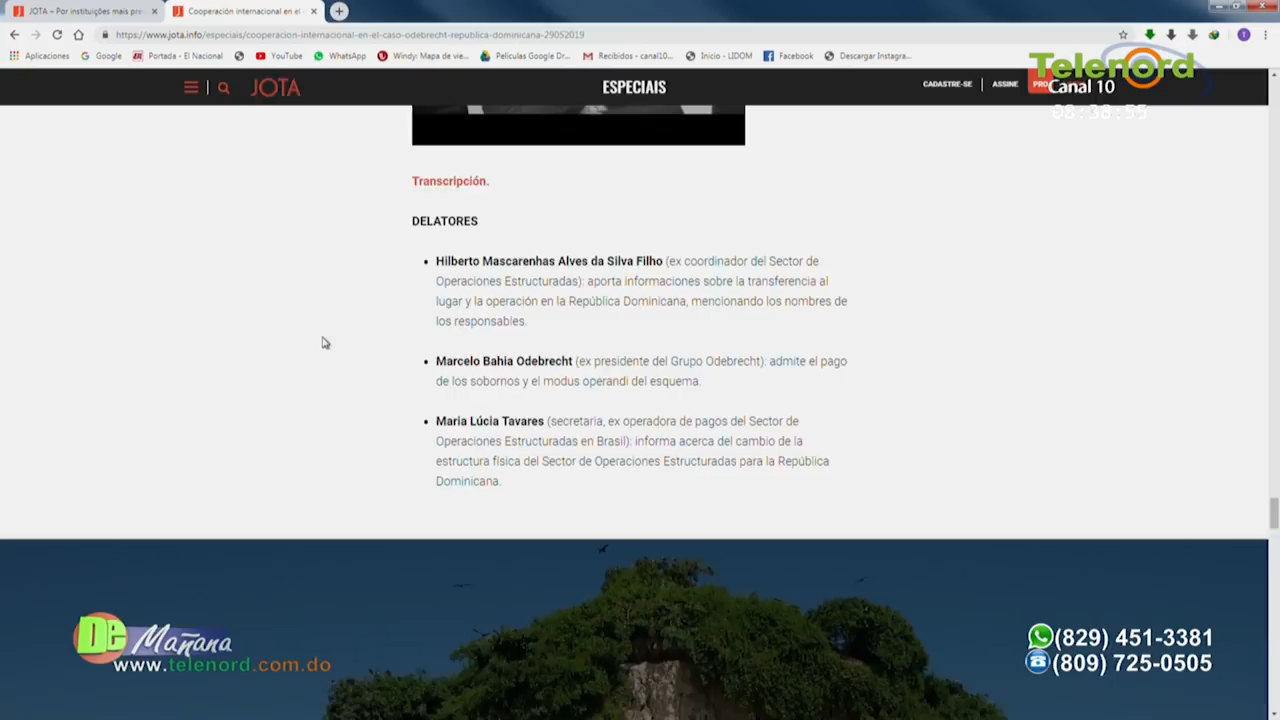 JOTA – Por instituições mais pre
Cooperación internacional en el
https://www.jota.info/especiais/cooperacion-internacional-en-el-caso-odebrecht-republica-dominicana-29052019
Aplicaciones Google Portada - El Nacional YouTube WhatsApp Windy: Mapa de vie... Películas Google Dr... Recibidos - canal10... Inicio - LIDOM Facebook Descargar Instagra...
Telenord
Canal 10
08:38:55
JOTA
ESPECIAIS
CADASTRE-SE ASSINE PRO
Transcripción.
DELATORES
Hilberto Mascarenhas Alves da Silva Filho (ex coordinador del Sector de
Operaciones Estructuradas): aporta informaciones sobre la transferencia al
lugar y la operación en la República Dominicana, mencionando los nombres de
los responsables.
Marcelo Bahia Odebrecht (ex presidente del Grupo Odebrecht): admite el pago
de los sobornos y el modus operandi del esquema.
Maria Lúcia Tavares (secretaria, ex operadora de pagos del Sector de
Operaciones Estructuradas en Brasil): informa acerca del cambio de la
estructura física del Sector de Operaciones Estructuradas para la República
Dominicana.
De Mañana
www.telenord.com.do
(829) 451-3381
(809) 725-0505